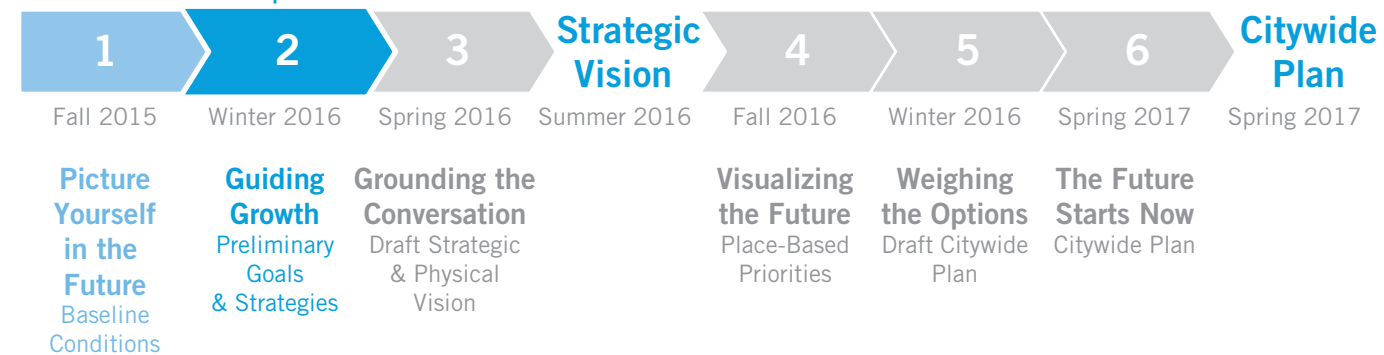 1
2
3
Strategic
Vision
4
5
6
Citywide
Plan
Fall 2015
Winter 2016
Spring 2016
Summer 2016
Fall 2016
Winter 2016
Spring 2017
Spring 2017
Picture
Yourself
in the
Future
Baseline
Conditions
Guiding
Growth
Preliminary
Goals
& Strategies
Grounding the
Conversation
Draft Strategic
& Physical
Vision
Visualizing
the Future
Place-Based
Priorities
Weighing
the Options
Draft Citywide
Plan
The Future
Starts Now
Citywide Plan